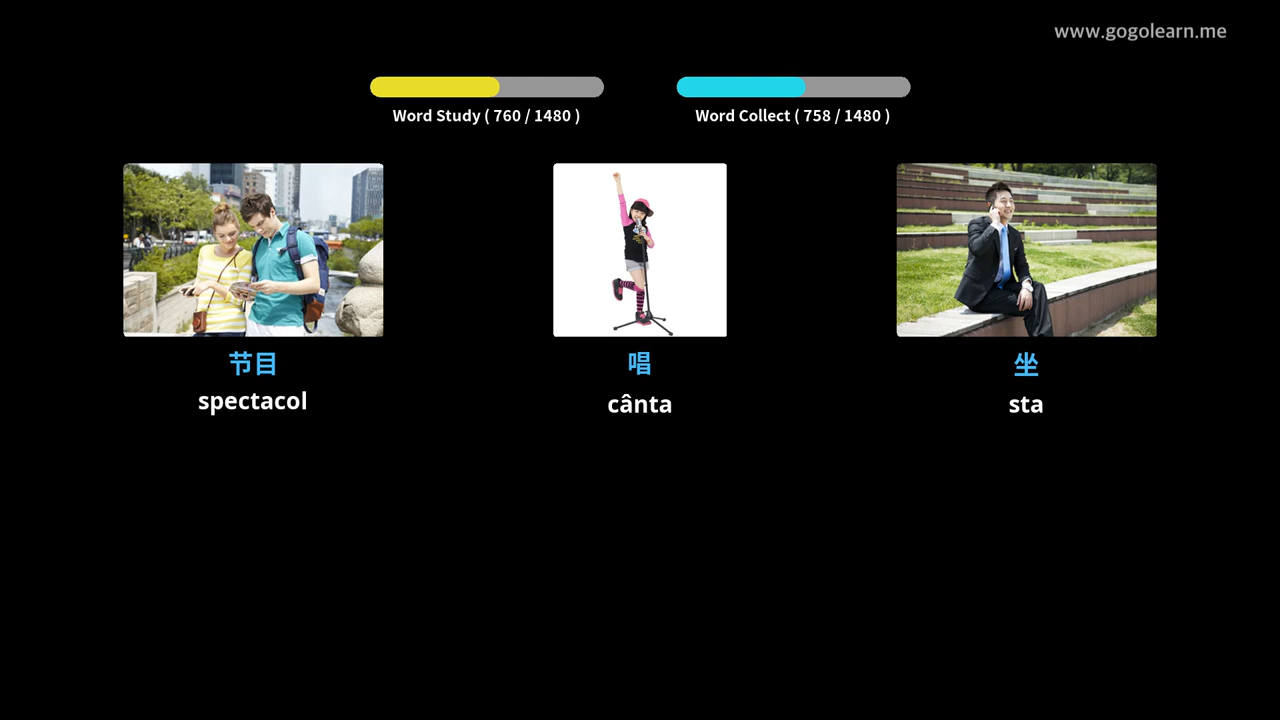 www.gogolearn.me
Word Study ( 760 / 1480 )
Word Collect ( 758 / 1480 )
节目
spectacol
唱
cânta
坐
sta